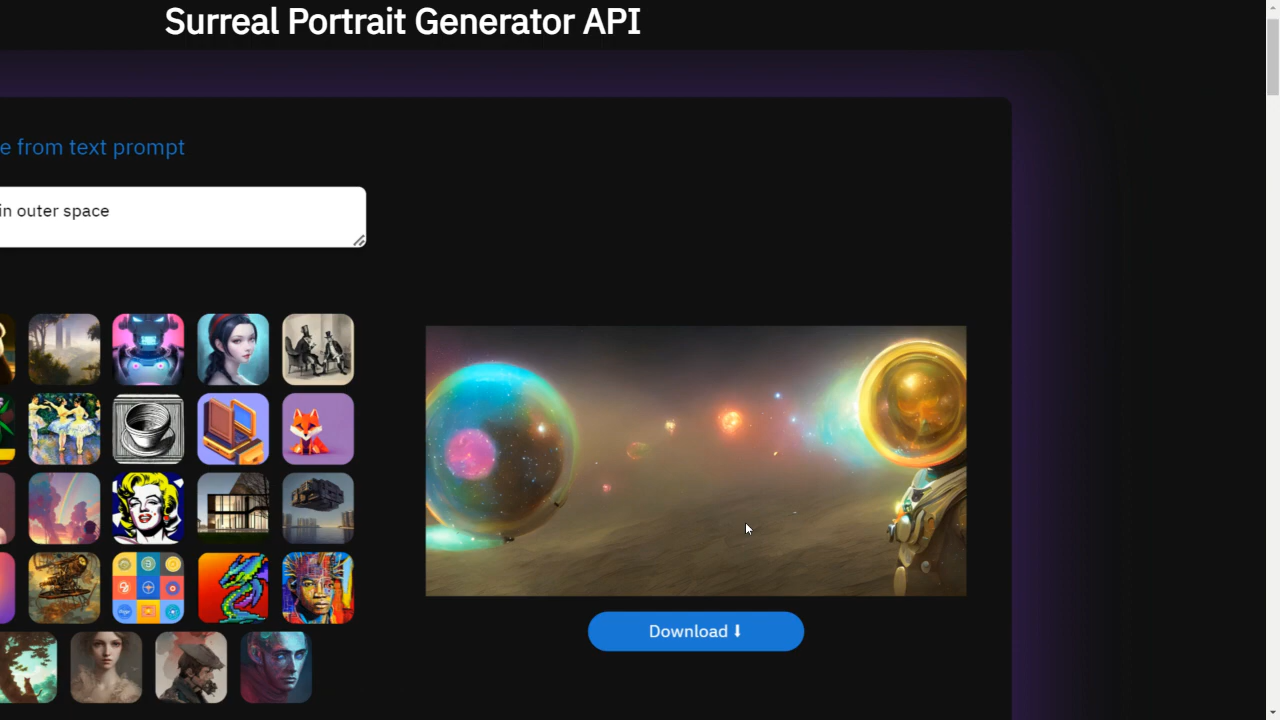 Surreal Portrait Generator API
e from text prompt
in outer space
Download ⬇